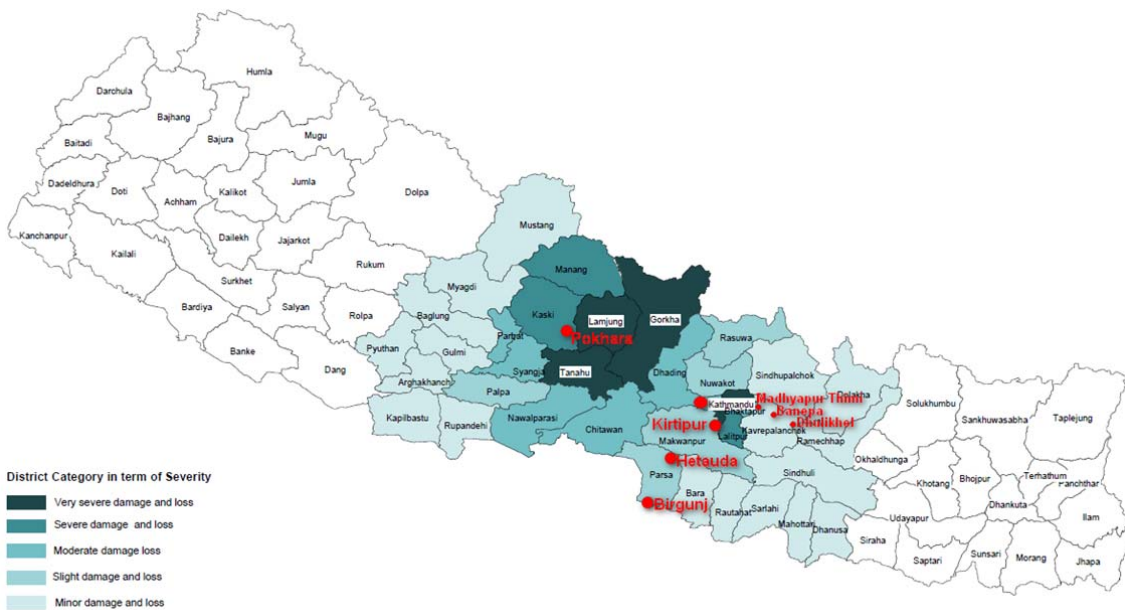 Humla
Darchula
Bajhang
Bajura
Mugu
Baitadi
Dadeldhura
Doti
Achham
Kalikot
Jumla
Dolpa
Kanchanpur
Kailali
Dailekh
Jajarkot
Mustang
Rukum
Surkhet
Manang
Myagdi
Bardiya
Salyan
Rolpa
Baglung
Kaski
Lamjung
Gorkha
Pokhara
Parbat
Rasuwa
Banke
Dang
Pyuthan
Gulmi
Syangja
Tanahu
Dhading
Sindhupalchok
Arghakhanch
Palpa
Nuwakot
Dolakha
Solukhumbu
Sankhuwasabha
Taplejung
Kapilbastu
Rupandehi
Nawalparasi
Chitawan
Kathmandu
Madhyapur Thimi
Bhaktapur
Banepa
Kirtipur
Lalitpur
Kavrepalanchok
Dhulikhel
Makwanpur
Ramechhap
Hetauda
Okhaldhunga
Khotang
Bhojpur
Terhathum
Panchthar
Parsa
Bara
Sindhuli
Dhankuta
Ilam
Birgunj
Rautahat
Sarlahi
Mahottari
Dhanusa
Siraha
Udayapur
Saptari
Sunsari
Morang
Jhapa
District Category in term of Severity
Very severe damage and loss
Severe damage and loss
Moderate damage loss
Slight damage and loss
Minor damage and loss